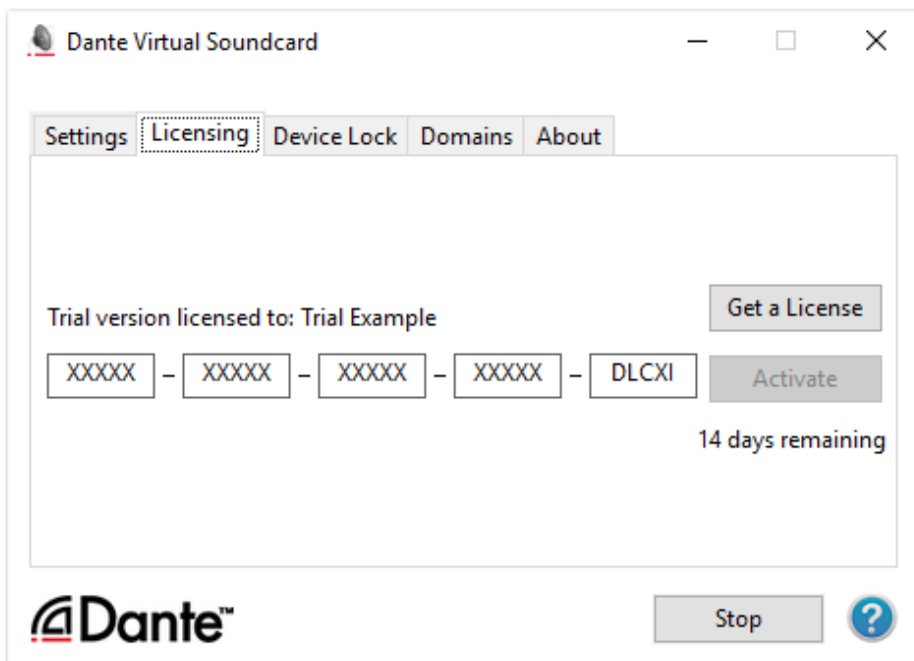 Dante Virtual Soundcard
Settings Licensing Device Lock Domains About
Get a License
Trial version licensed to: Trial Example
XXXXX – XXXXX – XXXXX – XXXXX – DLCXI Activate
14 days remaining
Dante™ Stop ?